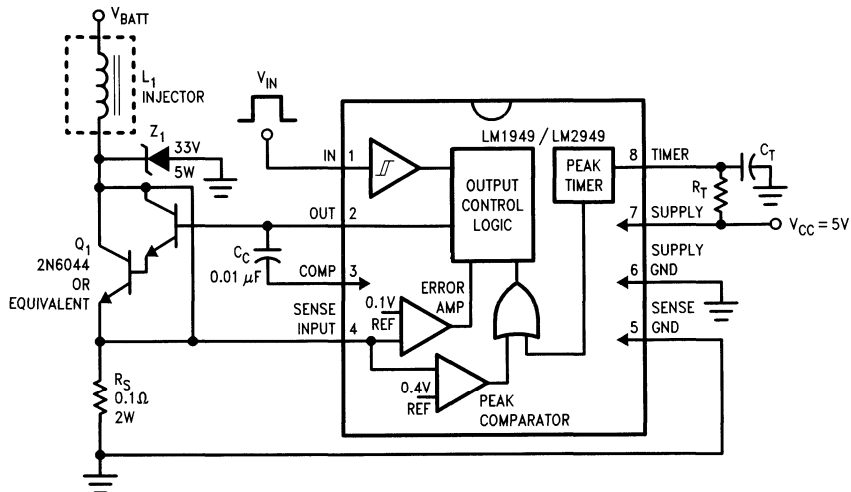 V_BATT
L_1
INJECTOR
Z_1
33V
5W
V_IN
LM1949 / LM2949
IN
1
OUTPUT
CONTROL
LOGIC
PEAK
TIMER
8
TIMER
C_T
R_T
7
SUPPLY
V_CC = 5V
OUT
2
C_C
0.01 μF
COMP
3
Q_1
2N6044
OR
EQUIVALENT
6
SUPPLY
GND
ERROR
AMP
0.1V
REF
SENSE
INPUT
4
5
SENSE
GND
0.4V
REF
PEAK
COMPARATOR
R_S
0.1Ω
2W